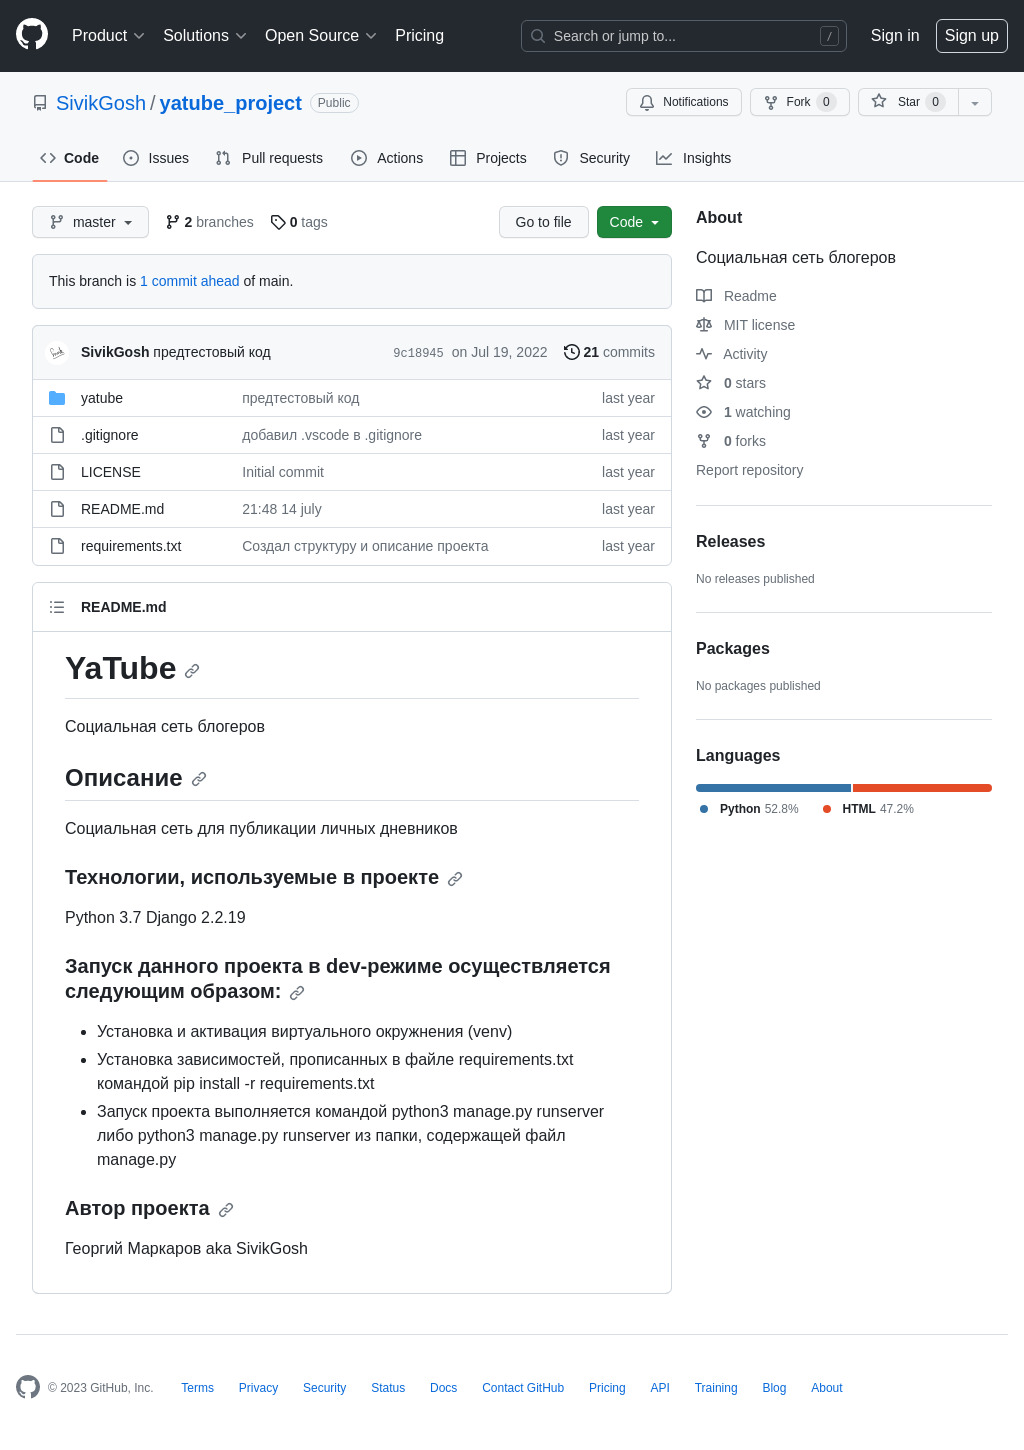 Product Solutions Open Source Pricing Search or jump to... / Sign in Sign up
SivikGosh / yatube_project Public Notifications Fork 0 Star 0
Code Issues Pull requests Actions Projects Security Insights
master 2 branches 0 tags Go to file Code
This branch is 1 commit ahead of main.
SivikGosh предтестовый код 9c18945 on Jul 19, 2022 21 commits
yatube предтестовый код last year
.gitignore добавил .vscode в .gitignore last year
LICENSE Initial commit last year
README.md 21:48 14 july last year
requirements.txt Создал структуру и описание проекта last year
README.md
YaTube
Социальная сеть блогеров
Описание
Социальная сеть для публикации личных дневников
Технологии, используемые в проекте
Python 3.7 Django 2.2.19
Запуск данного проекта в dev-режиме осуществляется
следующим образом:
Установка и активация виртуального окружения (venv)
Установка зависимостей, прописанных в файле requirements.txt
командой pip install -r requirements.txt
Запуск проекта выполняется командой python3 manage.py runserver
либо python3 manage.py runserver из папки, содержащей файл
manage.py
Автор проекта
Георгий Маркаров aka SivikGosh
About
Социальная сеть блогеров
Readme
MIT license
Activity
0 stars
1 watching
0 forks
Report repository
Releases
No releases published
Packages
No packages published
Languages
Python 52.8% HTML 47.2%
© 2023 GitHub, Inc. Terms Privacy Security Status Docs Contact GitHub Pricing API Training Blog About